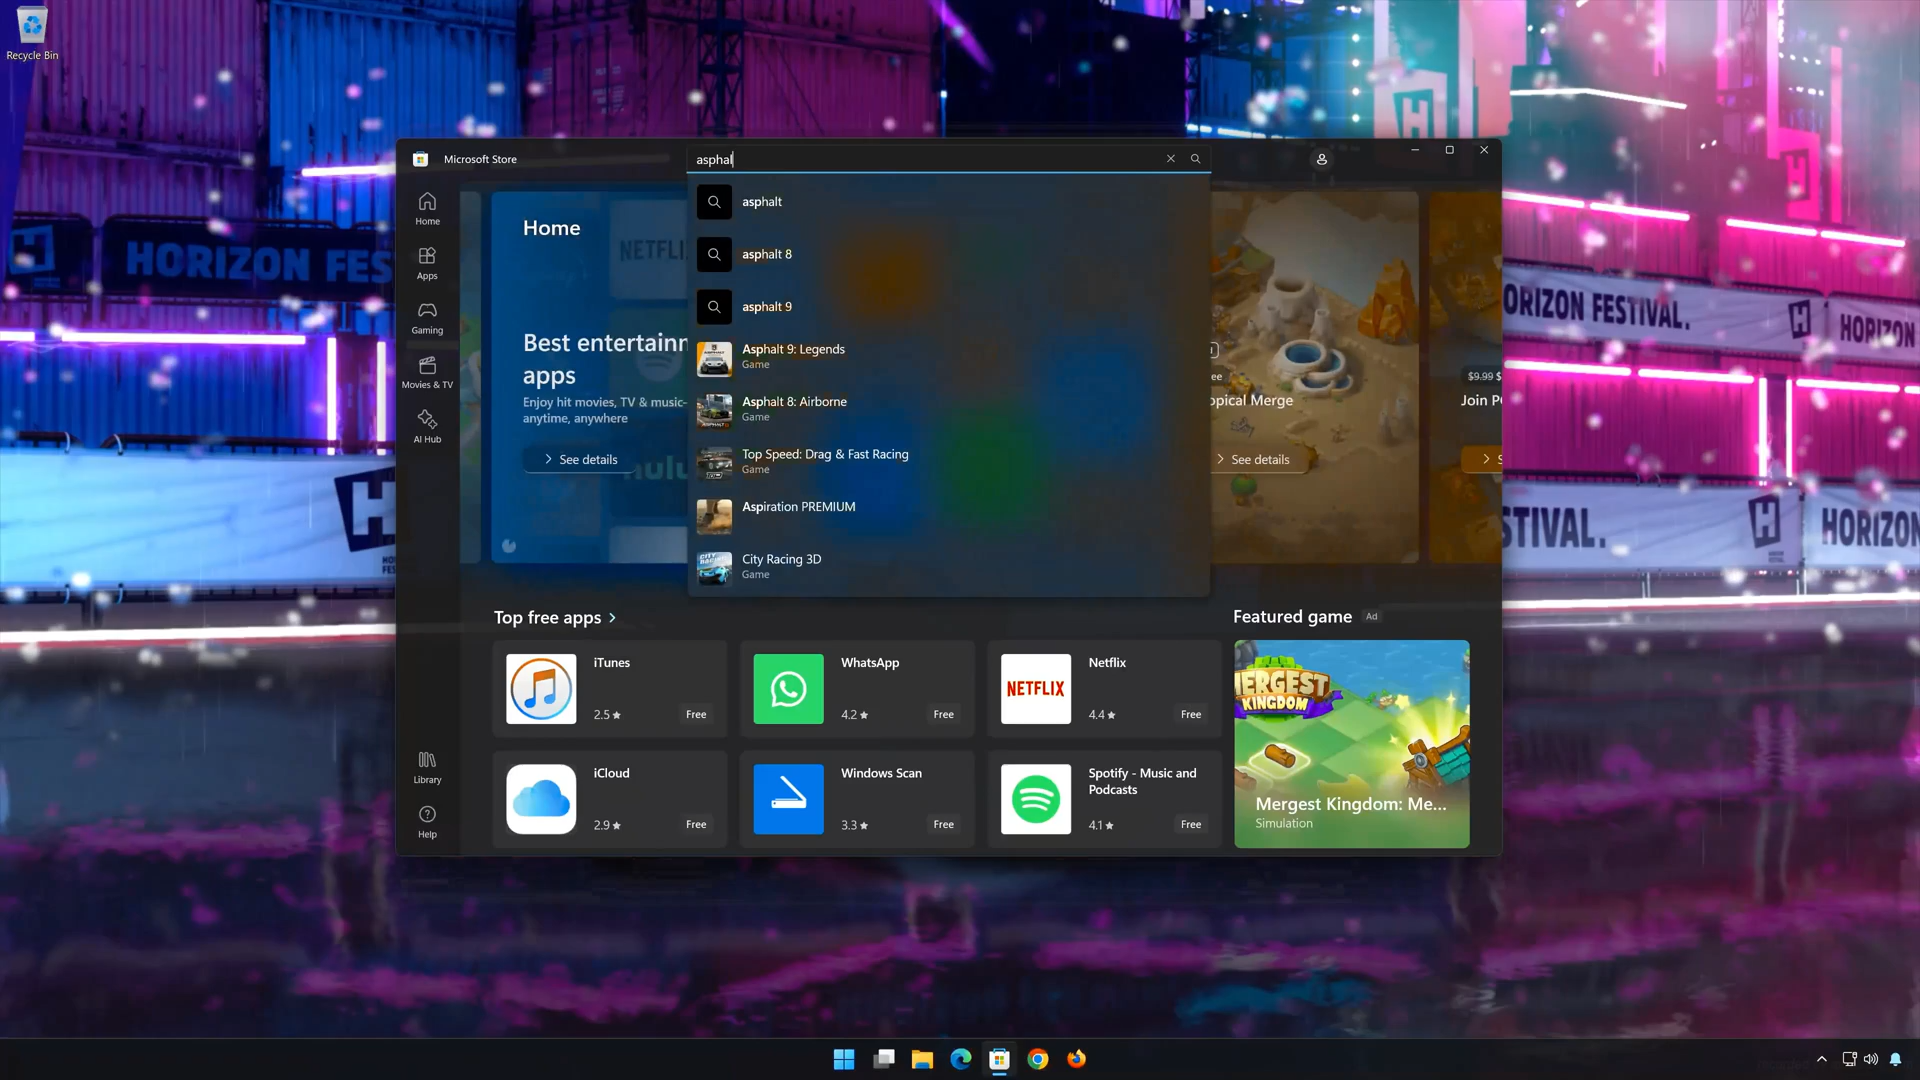 Recycle Bin
HORIZON FES
ORIZON FESTIVAL.
HORIZON
STIVAL.
HORIZON
Microsoft Store
asphal
Home
Apps
Gaming
Movies & TV
AI Hub
Library
Help
Home
NETFLI
Best entertainm
apps
Enjoy hit movies, TV & music-
anytime, anywhere
See details
hulu
asphalt
asphalt 8
asphalt 9
Asphalt 9: Legends
Game
Asphalt 8: Airborne
Game
Top Speed: Drag & Fast Racing
Game
Aspiration PREMIUM
City Racing 3D
Game
ee
opical Merge
See details
$9.99 $
Join P
S
Top free apps
iTunes
2.5
Free
WhatsApp
4.2
Free
NETFLIX
Netflix
4.4
Free
iCloud
2.9
Free
Windows Scan
3.3
Free
Spotify - Music and
Podcasts
4.1
Free
Featured game
Ad
MERGEST
KINGDOM
Mergest Kingdom: Me...
Simulation